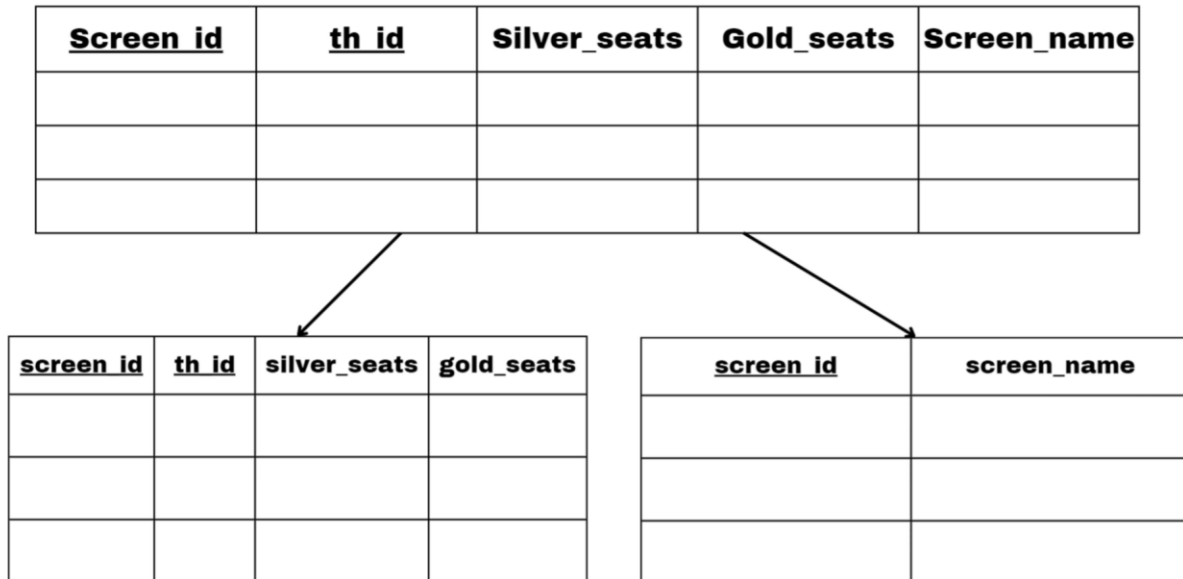 Screen_id th_id Silver_seats Gold_seats Screen_name
screen_id th_id silver_seats gold_seats
screen_id screen_name